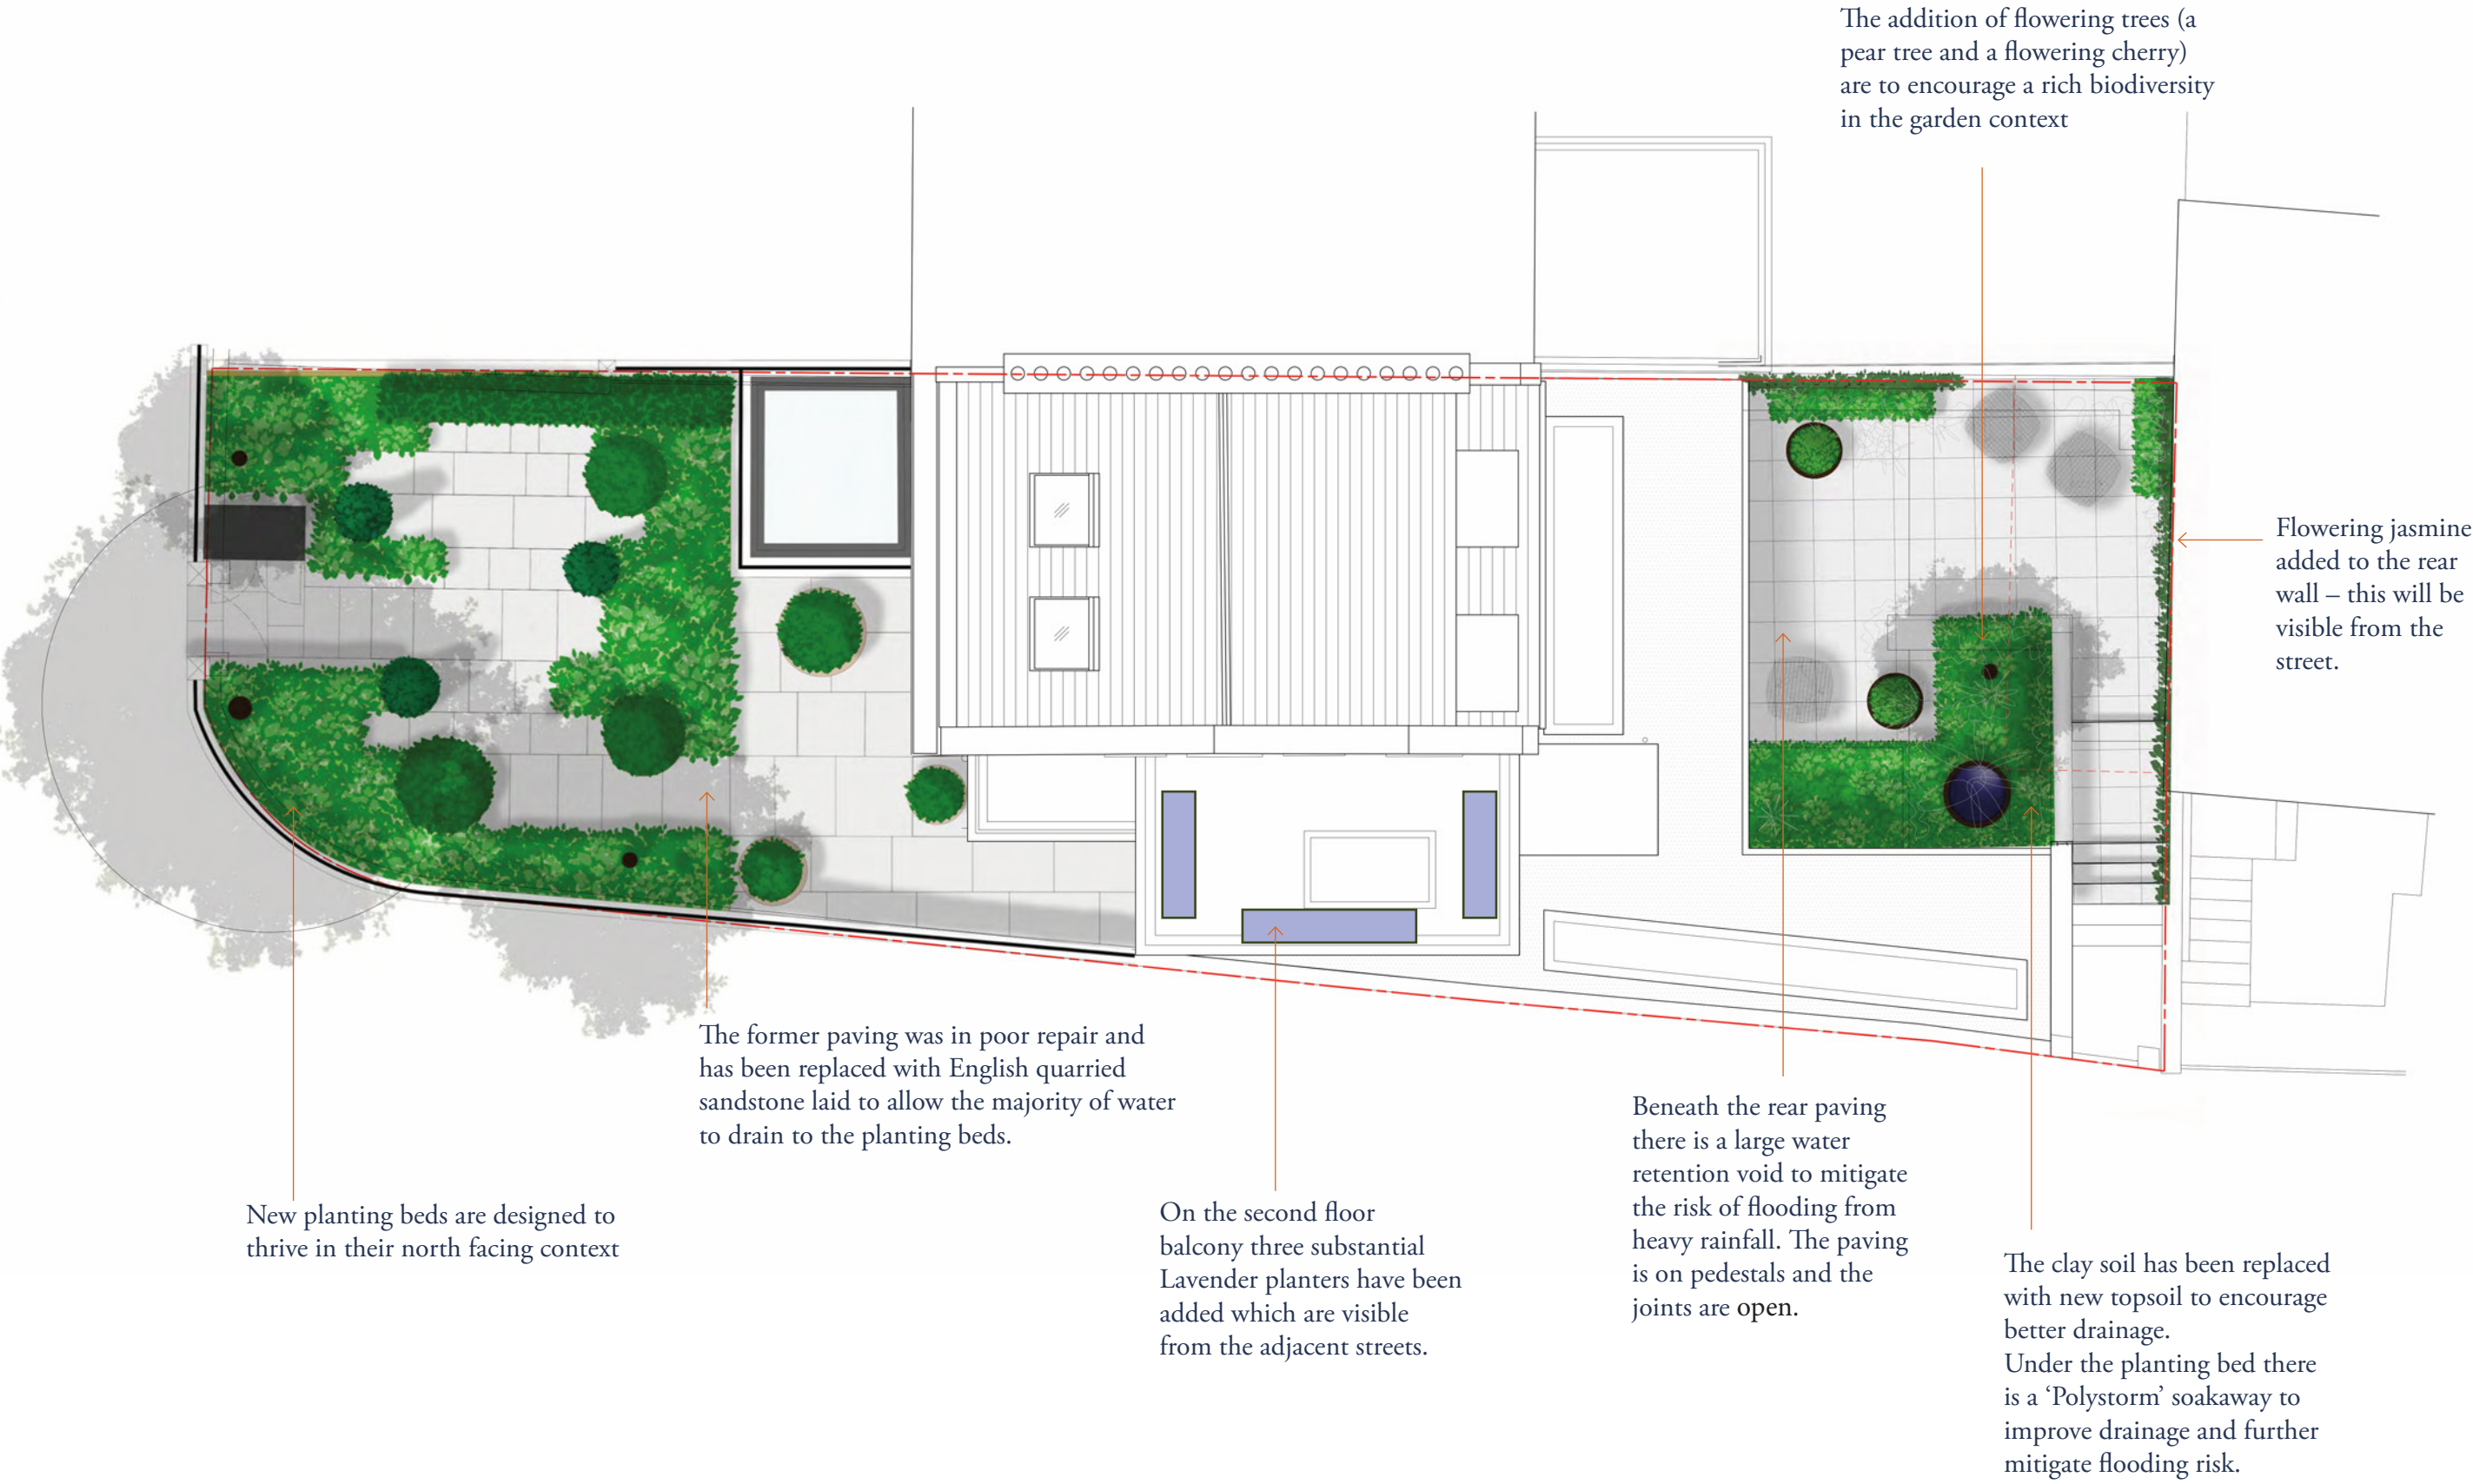 The addition of flowering trees (a
pear tree and a flowering cherry)
are to encourage a rich biodiversity
in the garden context
Flowering jasmine
added to the rear
wall – this will be
visible from the
street.
The former paving was in poor repair and
has been replaced with English quarried
sandstone laid to allow the majority of water
to drain to the planting beds.
New planting beds are designed to
thrive in their north facing context
On the second floor
balcony three substantial
Lavender planters have been
added which are visible
from the adjacent streets.
Beneath the rear paving
there is a large water
retention void to mitigate
the risk of flooding from
heavy rainfall. The paving
is on pedestals and the
joints are open.
The clay soil has been replaced
with new topsoil to encourage
better drainage.
Under the planting bed there
is a ‘Polystorm’ soakaway to
improve drainage and further
mitigate flooding risk.